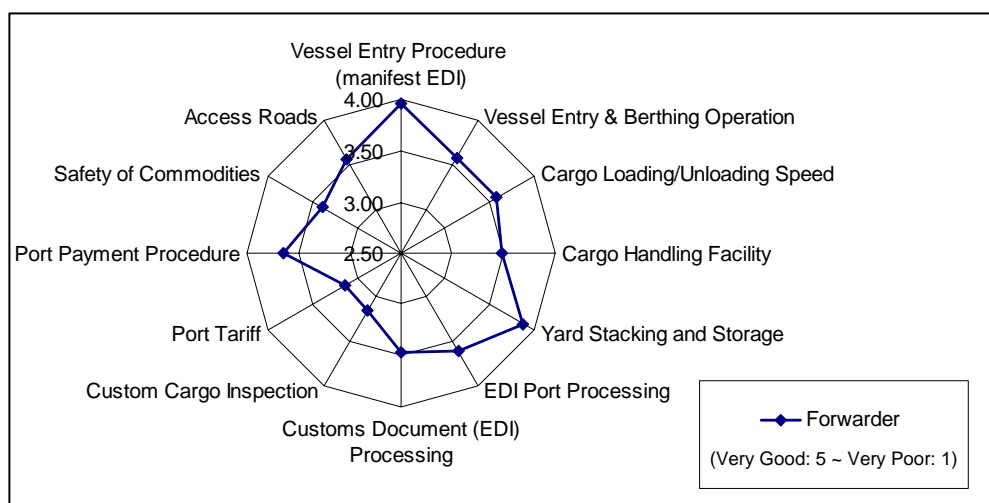 Vessel Entry Procedure
(manifest EDI)
4.00
Access Roads
Vessel Entry & Berthing Operation
3.50
Safety of Commodities
Cargo Loading/Unloading Speed
3.00
Port Payment Procedure
2.50
Cargo Handling Facility
Port Tariff
Yard Stacking and Storage
Custom Cargo Inspection
EDI Port Processing
Customs Document (EDI)
Processing
Forwarder
(Very Good: 5 ~ Very Poor: 1)